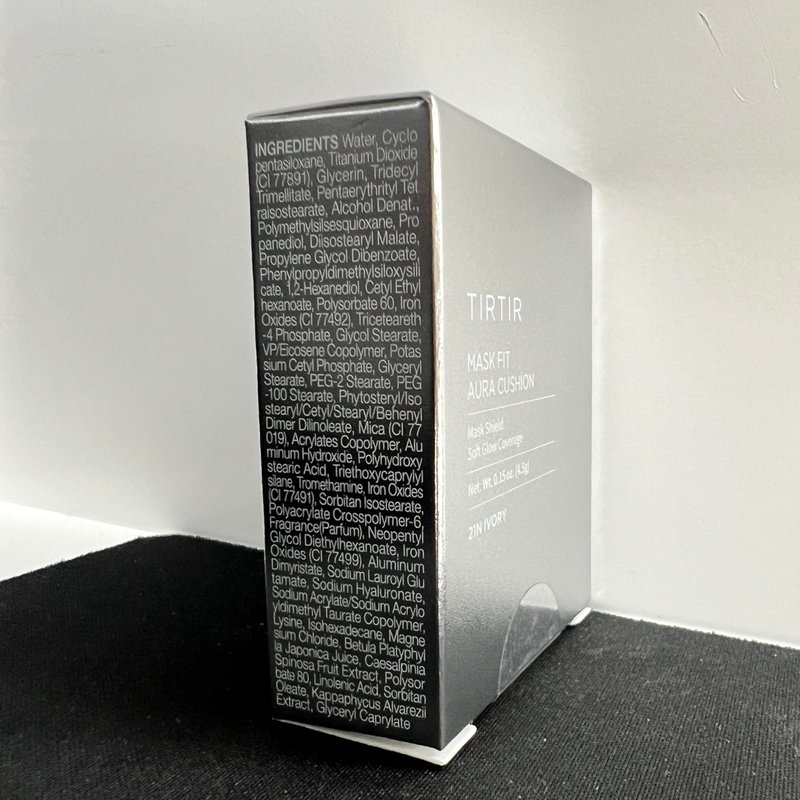 INGREDIENTS Water, Cyclo
pentasiloxane, Titanium Dioxide
(CI 77891), Glycerin, Tridecyl
Trimellitate, Pentaerythrityl Tet
raisostearate, Alcohol Denat.,
Polymethylsilsesquioxane, Pro
panediol, Diisostearyl Malate,
Propylene Glycol Dibenzoate,
Phenylpropyldimethylsiloxysili
cate, 1,2-Hexanediol, Cetyl Ethyl
hexanoate, Polysorbate 60, Iron
Oxides (CI 77492), Triceteareth
-4 Phosphate, Glycol Stearate,
VP/Eicosene Copolymer, Potas
sium Cetyl Phosphate, Glyceryl
Stearate, PEG-2 Stearate, PEG
-100 Stearate, Phytosteryl/Iso
stearyl/Cetyl/Stearyl/Behenyl
Dimer Dilinoleate, Mica (CI 77
019), Acrylates Copolymer, Alu
minum Hydroxide, Polyhydroxy
stearic Acid, Triethoxycaprylyl
silane, Tromethamine, Iron Oxides
(CI 77491), Sorbitan Isostearate,
Polyacrylate Crosspolymer-6,
Fragrance(Parfum), Neopentyl
Glycol Diethylhexanoate, Iron
Oxides (CI 77499), Aluminum
Dimyristate, Sodium Lauroyl Glu
tamate, Sodium Hyaluronate,
Sodium Acrylate/Sodium Acrylo
yldimethyl Taurate Copolymer,
Lysine, Isohexadecane, Magne
sium Chloride, Betula Platyphyl
la Japonica Juice, Caesalpinia
Spinosa Fruit Extract, Polysor
bate 80, Linolenic Acid, Sorbitan
Oleate, Kappaphycus Alvarezii
Extract, Glyceryl Caprylate
TIRTIR
MASK FIT
AURA CUSHION
Mask Shield
Soft Glow Coverage
Net. Wt. 0.15 oz. (4.5g)
21N IVORY